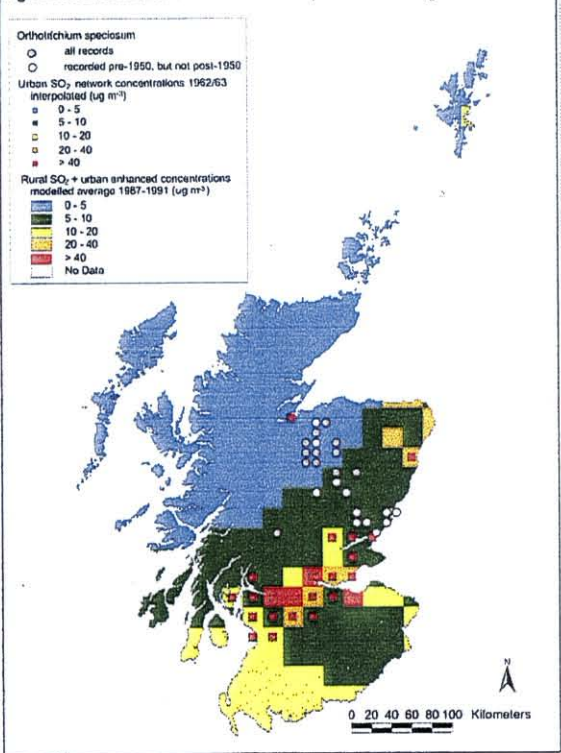 Orthotrichium speciosum
all records
recorded pre-1950, but not post-1950
Urban SO₂ network concentrations 1962/63
interpolated (ug m⁻³)
0 - 5
5 - 10
10 - 20
20 - 40
> 40
Rural SO₂ + urban enhanced concentrations
modelled average 1987-1991 (ug m⁻³)
0 - 5
5 - 10
10 - 20
20 - 40
> 40
No Data
N
0 20 40 60 80 100 Kilometers